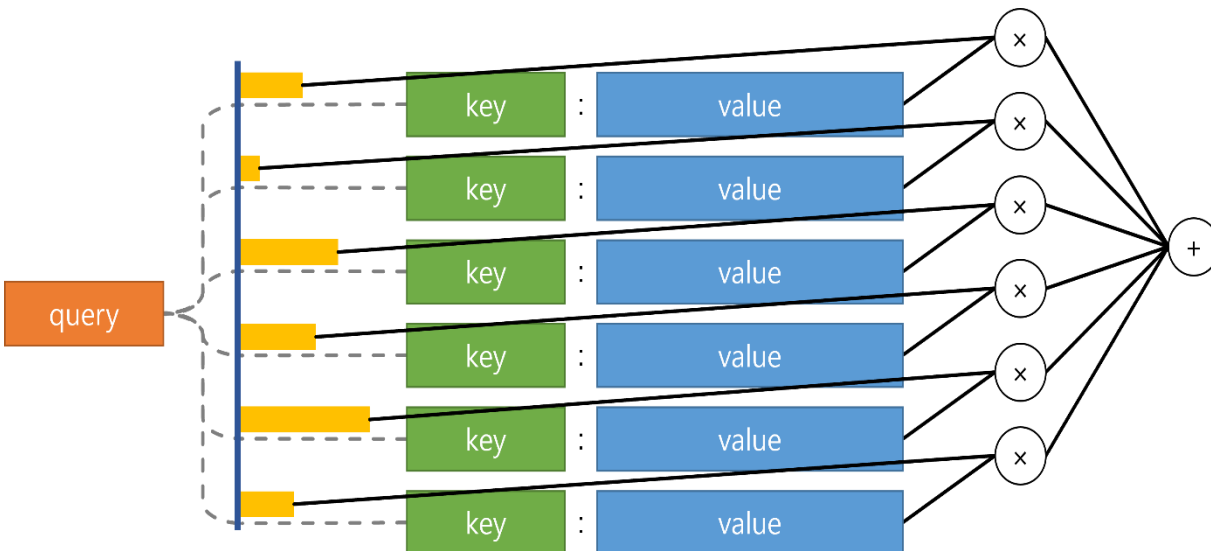 ×
key : value
×
key : value
×
key : value
+
×
query
key : value
×
key : value
×
key : value